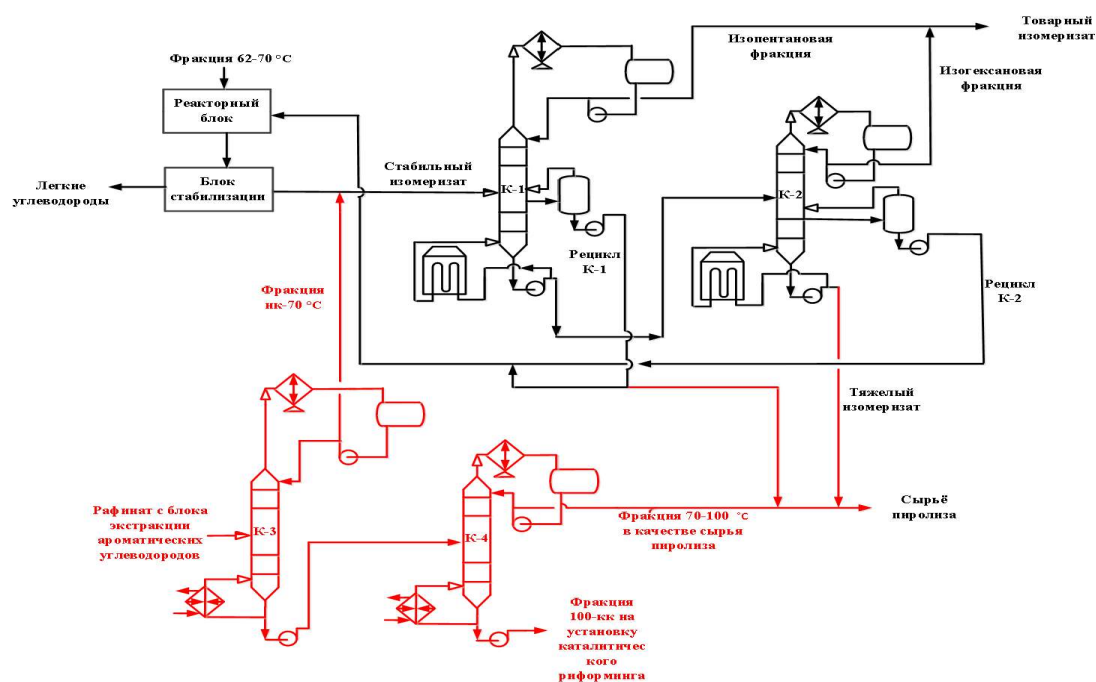 Товарный
изомеризат
Изопентановая
фракция
Фракция 62-70 °С
Изогексановая
фракция
Реакторный
блок
Стабильный
изомеризат
Блок
стабилизации
Легкие
углеводороды
К-1
К-2
Рецикл
К-1
Фракция
нк-70 °С
Рецикл
К-2
Тяжелый
изомеризат
Сырьё
пиролиза
Рафинат с блока
экстракции
ароматических
углеводородов
К-3
К-4
Фракция 70-100 °С
в качестве сырья
пиролиза
Фракция
100-кк на
установку
каталитичес
кого
риформинга